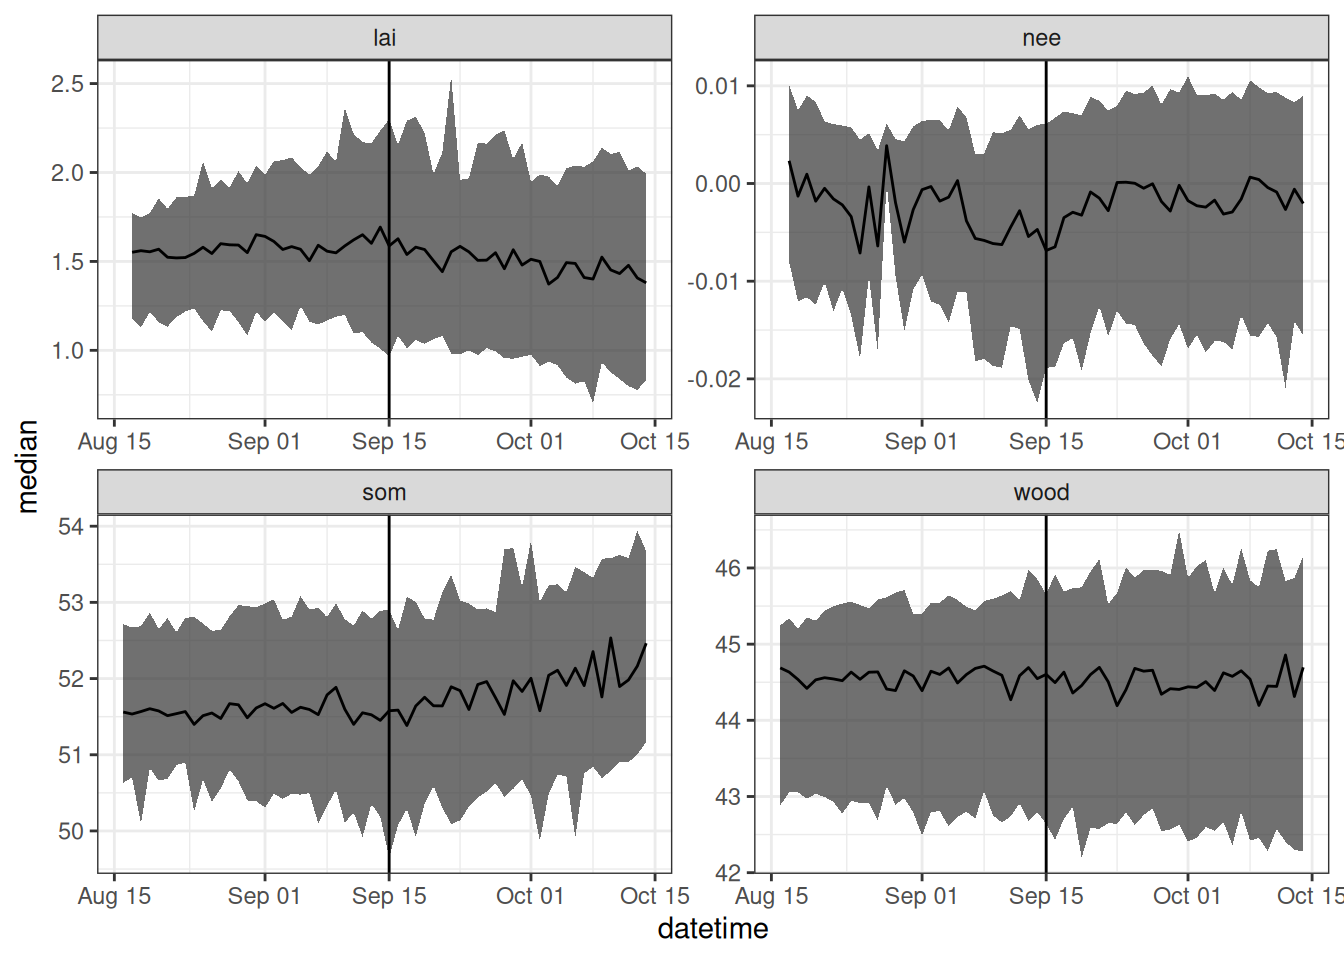 lai
nee
2.5
2.0
1.5
1.0
0.01
0.00
-0.01
-0.02
Aug 15 Sep 01 Sep 15 Oct 01 Oct 15
Aug 15 Sep 01 Sep 15 Oct 01 Oct 15
median
som
wood
54
53
52
51
50
46
45
44
43
42
Aug 15 Sep 01 Sep 15 Oct 01 Oct 15
Aug 15 Sep 01 Sep 15 Oct 01 Oct 15
datetime